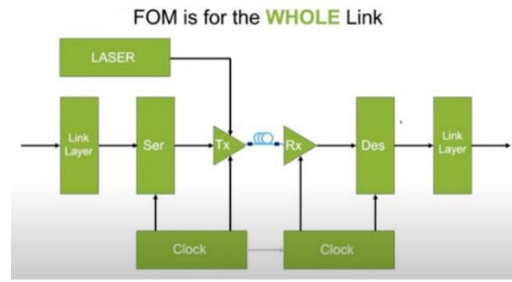 FOM is for the WHOLE Link
LASER
Link
Layer
Ser
Tx
Rx
Des
Link
Layer
Clock
Clock